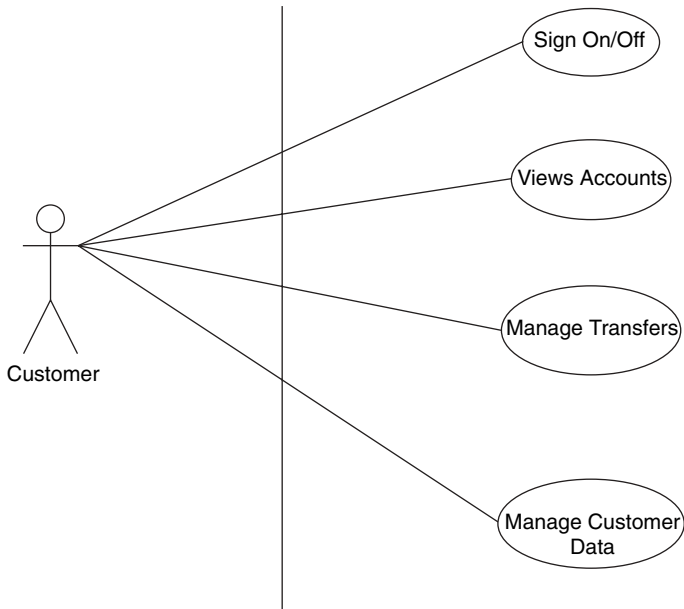 Sign On/Off
Views Accounts
Manage Transfers
Customer
Manage Customer
Data